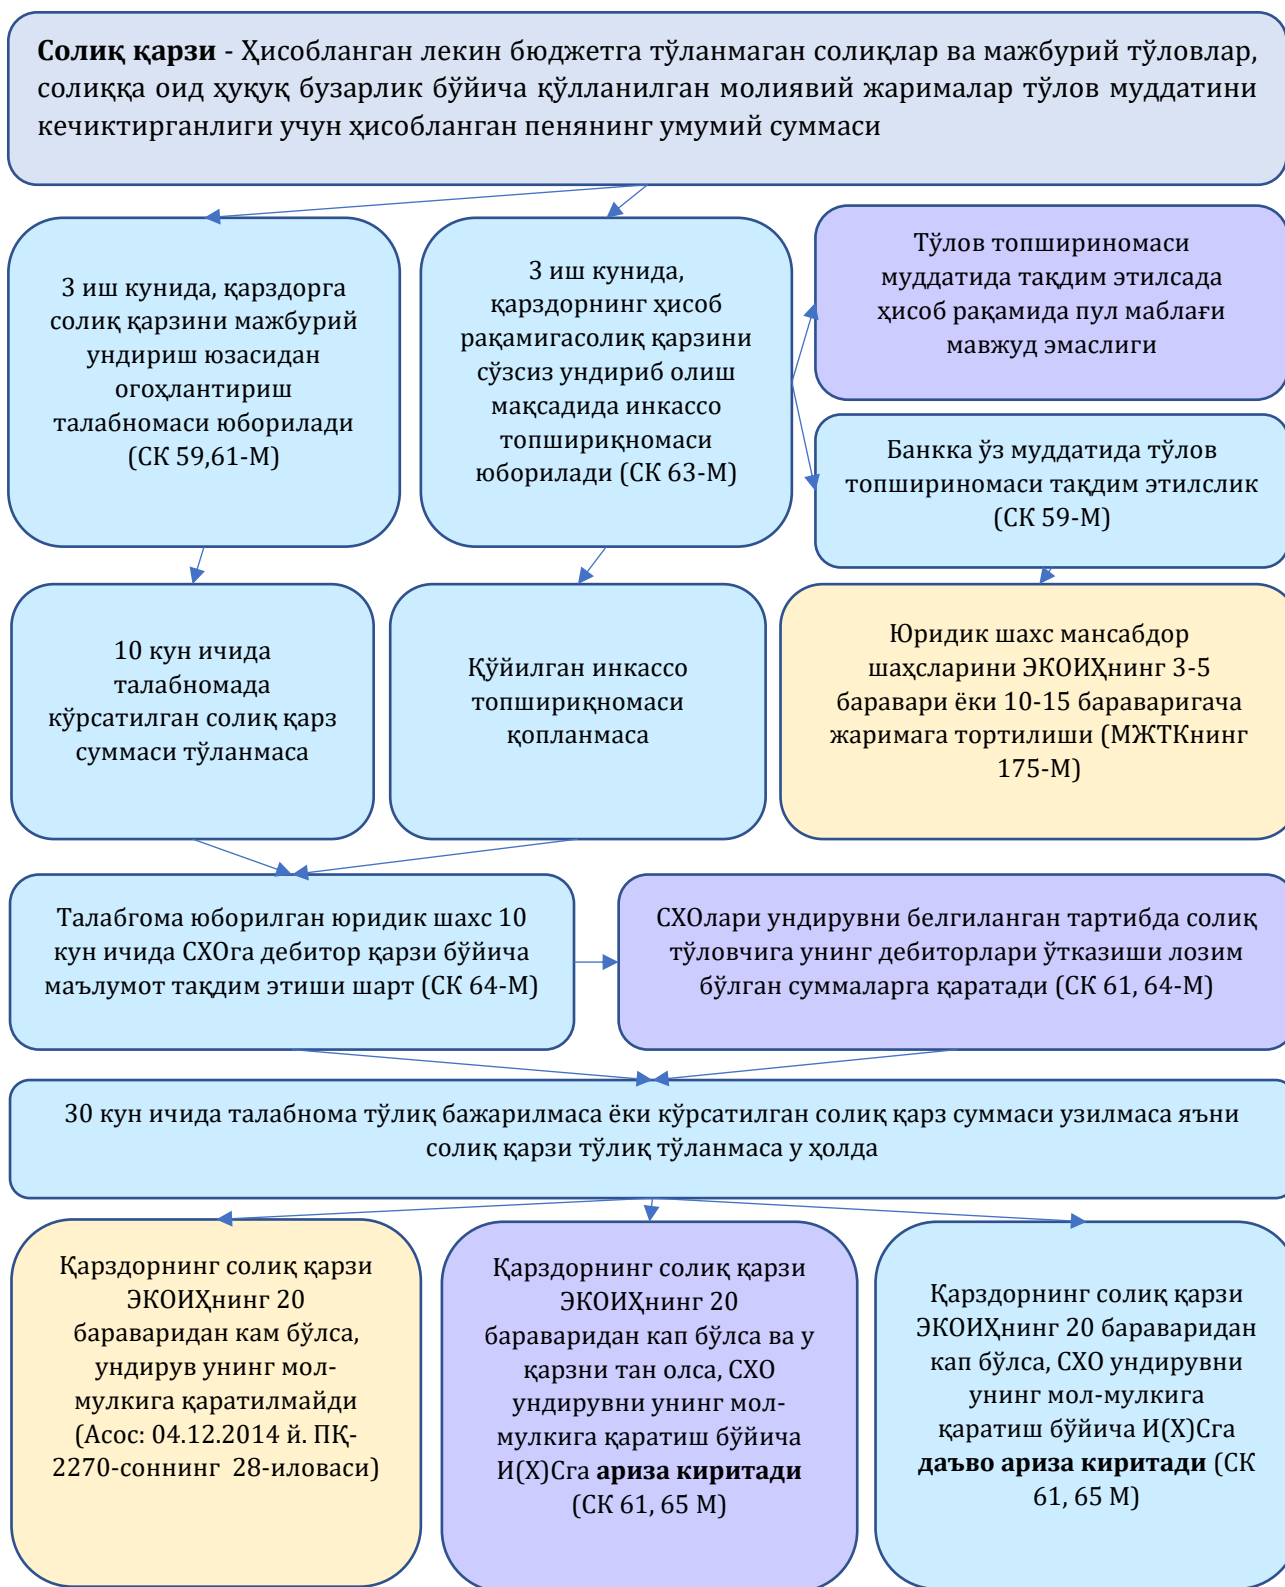 Солиқ қарзи - Ҳисобланган лекин бюджетга тўланмаган солиқлар ва мажбурий тўловлар,
солиққа оид ҳуқуқ бузарлик бўйича қўлланилган молиявий жарималар тўлов муддатини
кечиктирганлиги учун ҳисобланган пенянинг умумий суммаси
3 иш кунида, қарздорга
солиқ қарзини мажбурий
ундириш юзасидан
огоҳлантириш
талабномаси юборилади
(СК 59,61-М)
3 иш кунида,
қарздорнинг ҳисоб
рақамигасолиқ қарзини
сўзсиз ундириб олиш
мақсадида инкассо
топшириқномаси
юборилади (СК 63-М)
Тўлов топшириномаси
муддатида тақдим этилсада
ҳисоб рақамида пул маблағи
мавжуд эмаслиги
Банкка ўз муддатида тўлов
топшириномаси тақдим этилслик
(СК 59-М)
10 кун ичида
талабномада
кўрсатилган солиқ қарз
суммаси тўланмаса
Қўйилган инкассо
топшириқномаси
қопланмаса
Юридик шахс мансабдор
шаҳсларини ЭКОИҲнинг 3-5
баравари ёки 10-15 бараваригача
жаримага тортилиши (МЖТКнинг
175-М)
Талабгома юборилган юридик шахс 10
кун ичида СХОга дебитор қарзи бўйича
маълумот тақдим этиши шарт (СК 64-М)
СХОлари ундирувни белгиланган тартибда солиқ
тўловчига унинг дебиторлари ўтказиши лозим
бўлган суммаларга қаратади (СК 61, 64-М)
30 кун ичида талабнома тўлиқ бажарилмаса ёки кўрсатилган солиқ қарз суммаси узилмаса яъни
солиқ қарзи тўлиқ тўланмаса у ҳолда
Қарздорнинг солиқ қарзи
ЭКОИҲнинг 20
бараваридан кам бўлса,
ундирув унинг мол-
мулкига қаратилмайди
(Асос: 04.12.2014 й. ПҚ-
2270-соннинг 28-иловаси)
Қарздорнинг солиқ қарзи
ЭКОИҲнинг 20
бараваридан кап бўлса ва у
қарзни тан олса, СХО
ундирувни унинг мол-
мулкига қаратиш бўйича
И(Х)Сга ариза киритади
(СК 61, 65 М)
Қарздорнинг солиқ қарзи
ЭКОИҲнинг 20 бараваридан
кап бўлса, СХО ундирувни
унинг мол-мулкига
қаратиш бўйича И(Х)Сга
даъво ариза киритади (СК
61, 65 М)